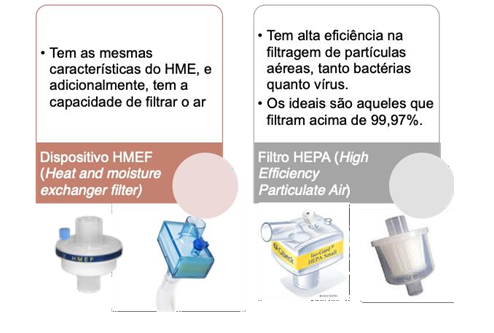 • Tem as mesmas
características do HME, e
adicionalmente, tem a
capacidade de filtrar o ar
Dispositivo HMEF
(Heat and moisture
exchanger filter)
• Tem alta eficiência na
filtragem de partículas
aéreas, tanto bactérias
quanto vírus.
• Os ideais são aqueles que
filtram acima de 99,97%.
Filtro HEPA (High
Efficiency
Particulate Air)
HMEF
HEPA Small